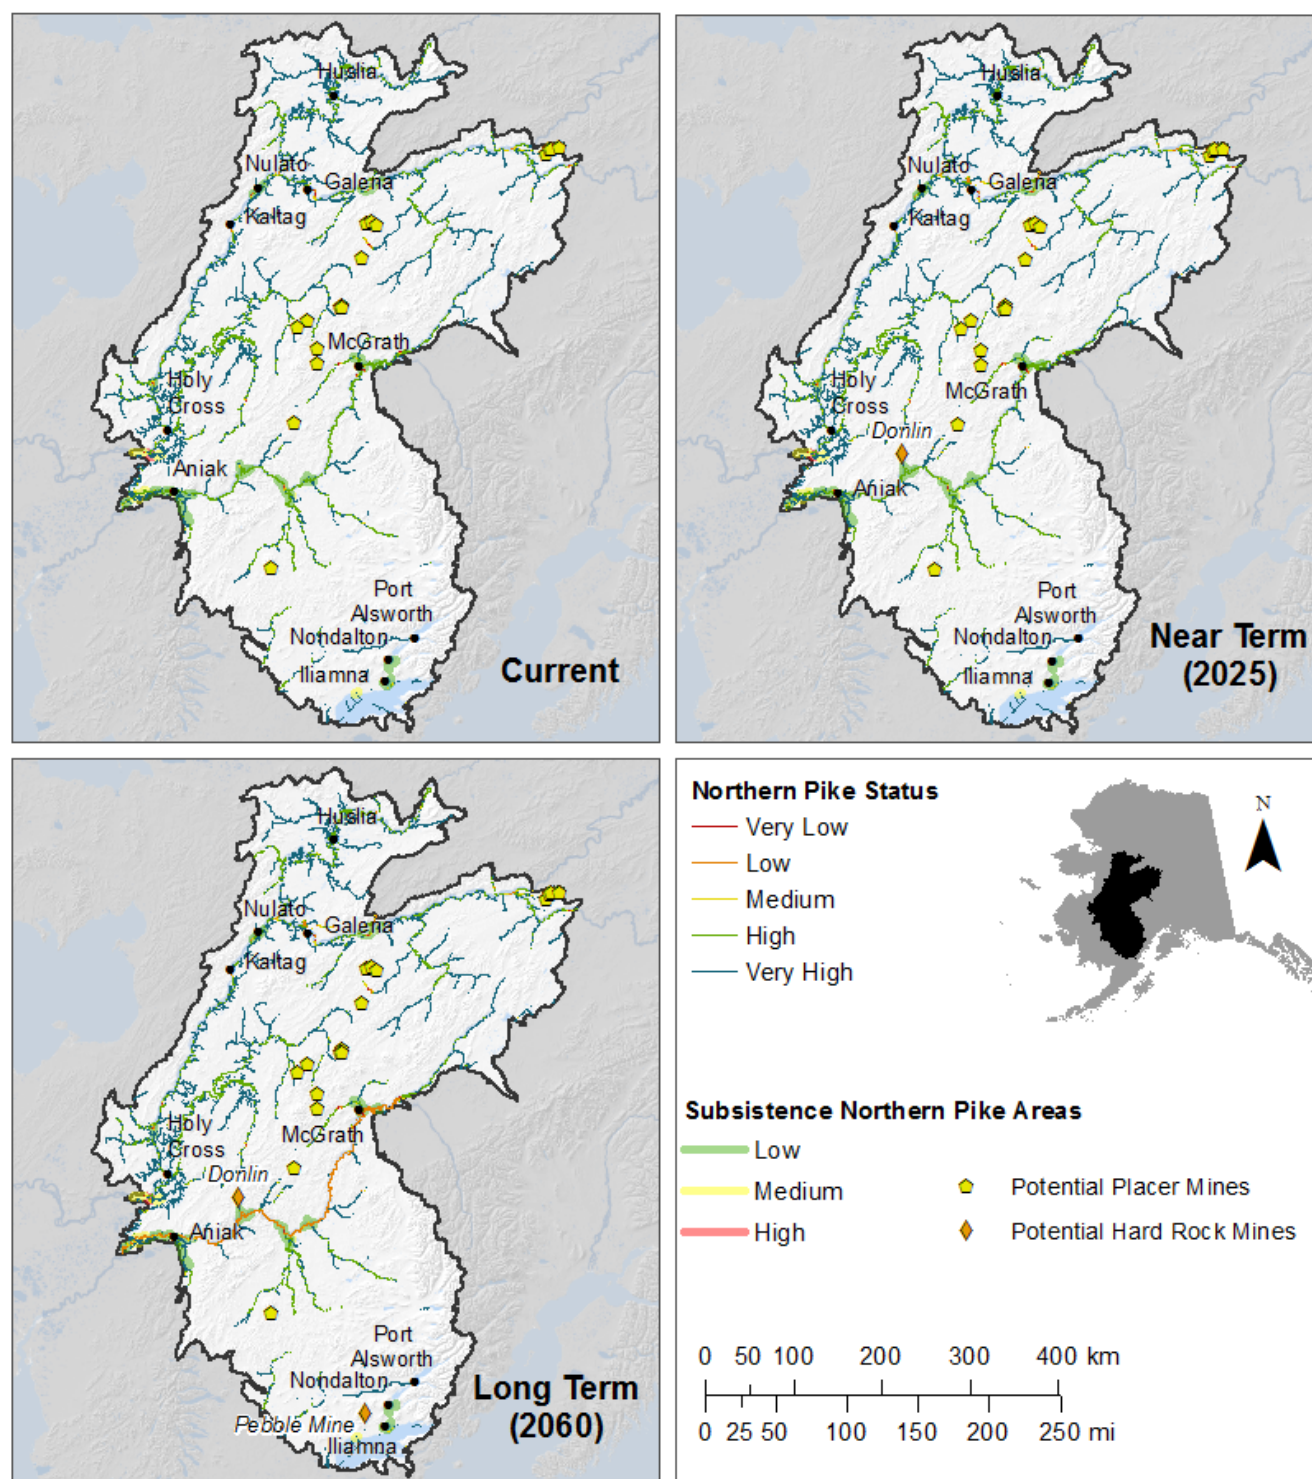 Huslia
Nulato
Galena
Kaltag
McGrath
Holy
Cross
Aniak
Port
Alsworth
Nondalton
Iliamna
Current
Huslia
Nulato
Galena
Kaltag
McGrath
Holy
Cross
Donlin
Aniak
Port
Alsworth
Nondalton
Iliamna
Near Term
(2025)
Huslia
Nulato
Galena
Kaltag
McGrath
Holy
Cross
Donlin
Aniak
Port
Alsworth
Nondalton
Pebble Mine
Iliamna
Long Term
(2060)
Northern Pike Status
Very Low
Low
Medium
High
Very High
N
Subsistence Northern Pike Areas
Low
Medium
High
Potential Placer Mines
Potential Hard Rock Mines
0 50 100 200 300 400 km
0 25 50 100 150 200 250 mi